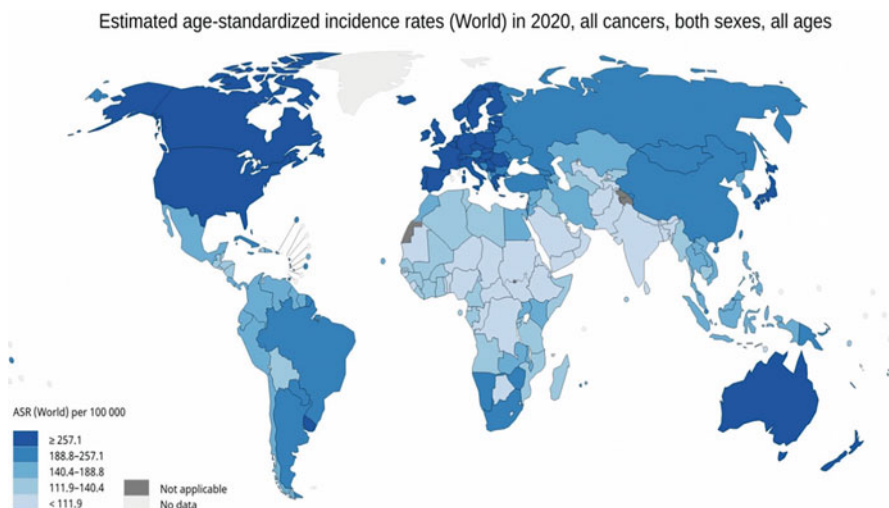 Estimated age-standardized incidence rates (World) in 2020, all cancers, both sexes, all ages
ASR (World) per 100 000
≥ 257.1
188.8–257.1
140.4–188.8
111.9–140.4
< 111.9
Not applicable
No data